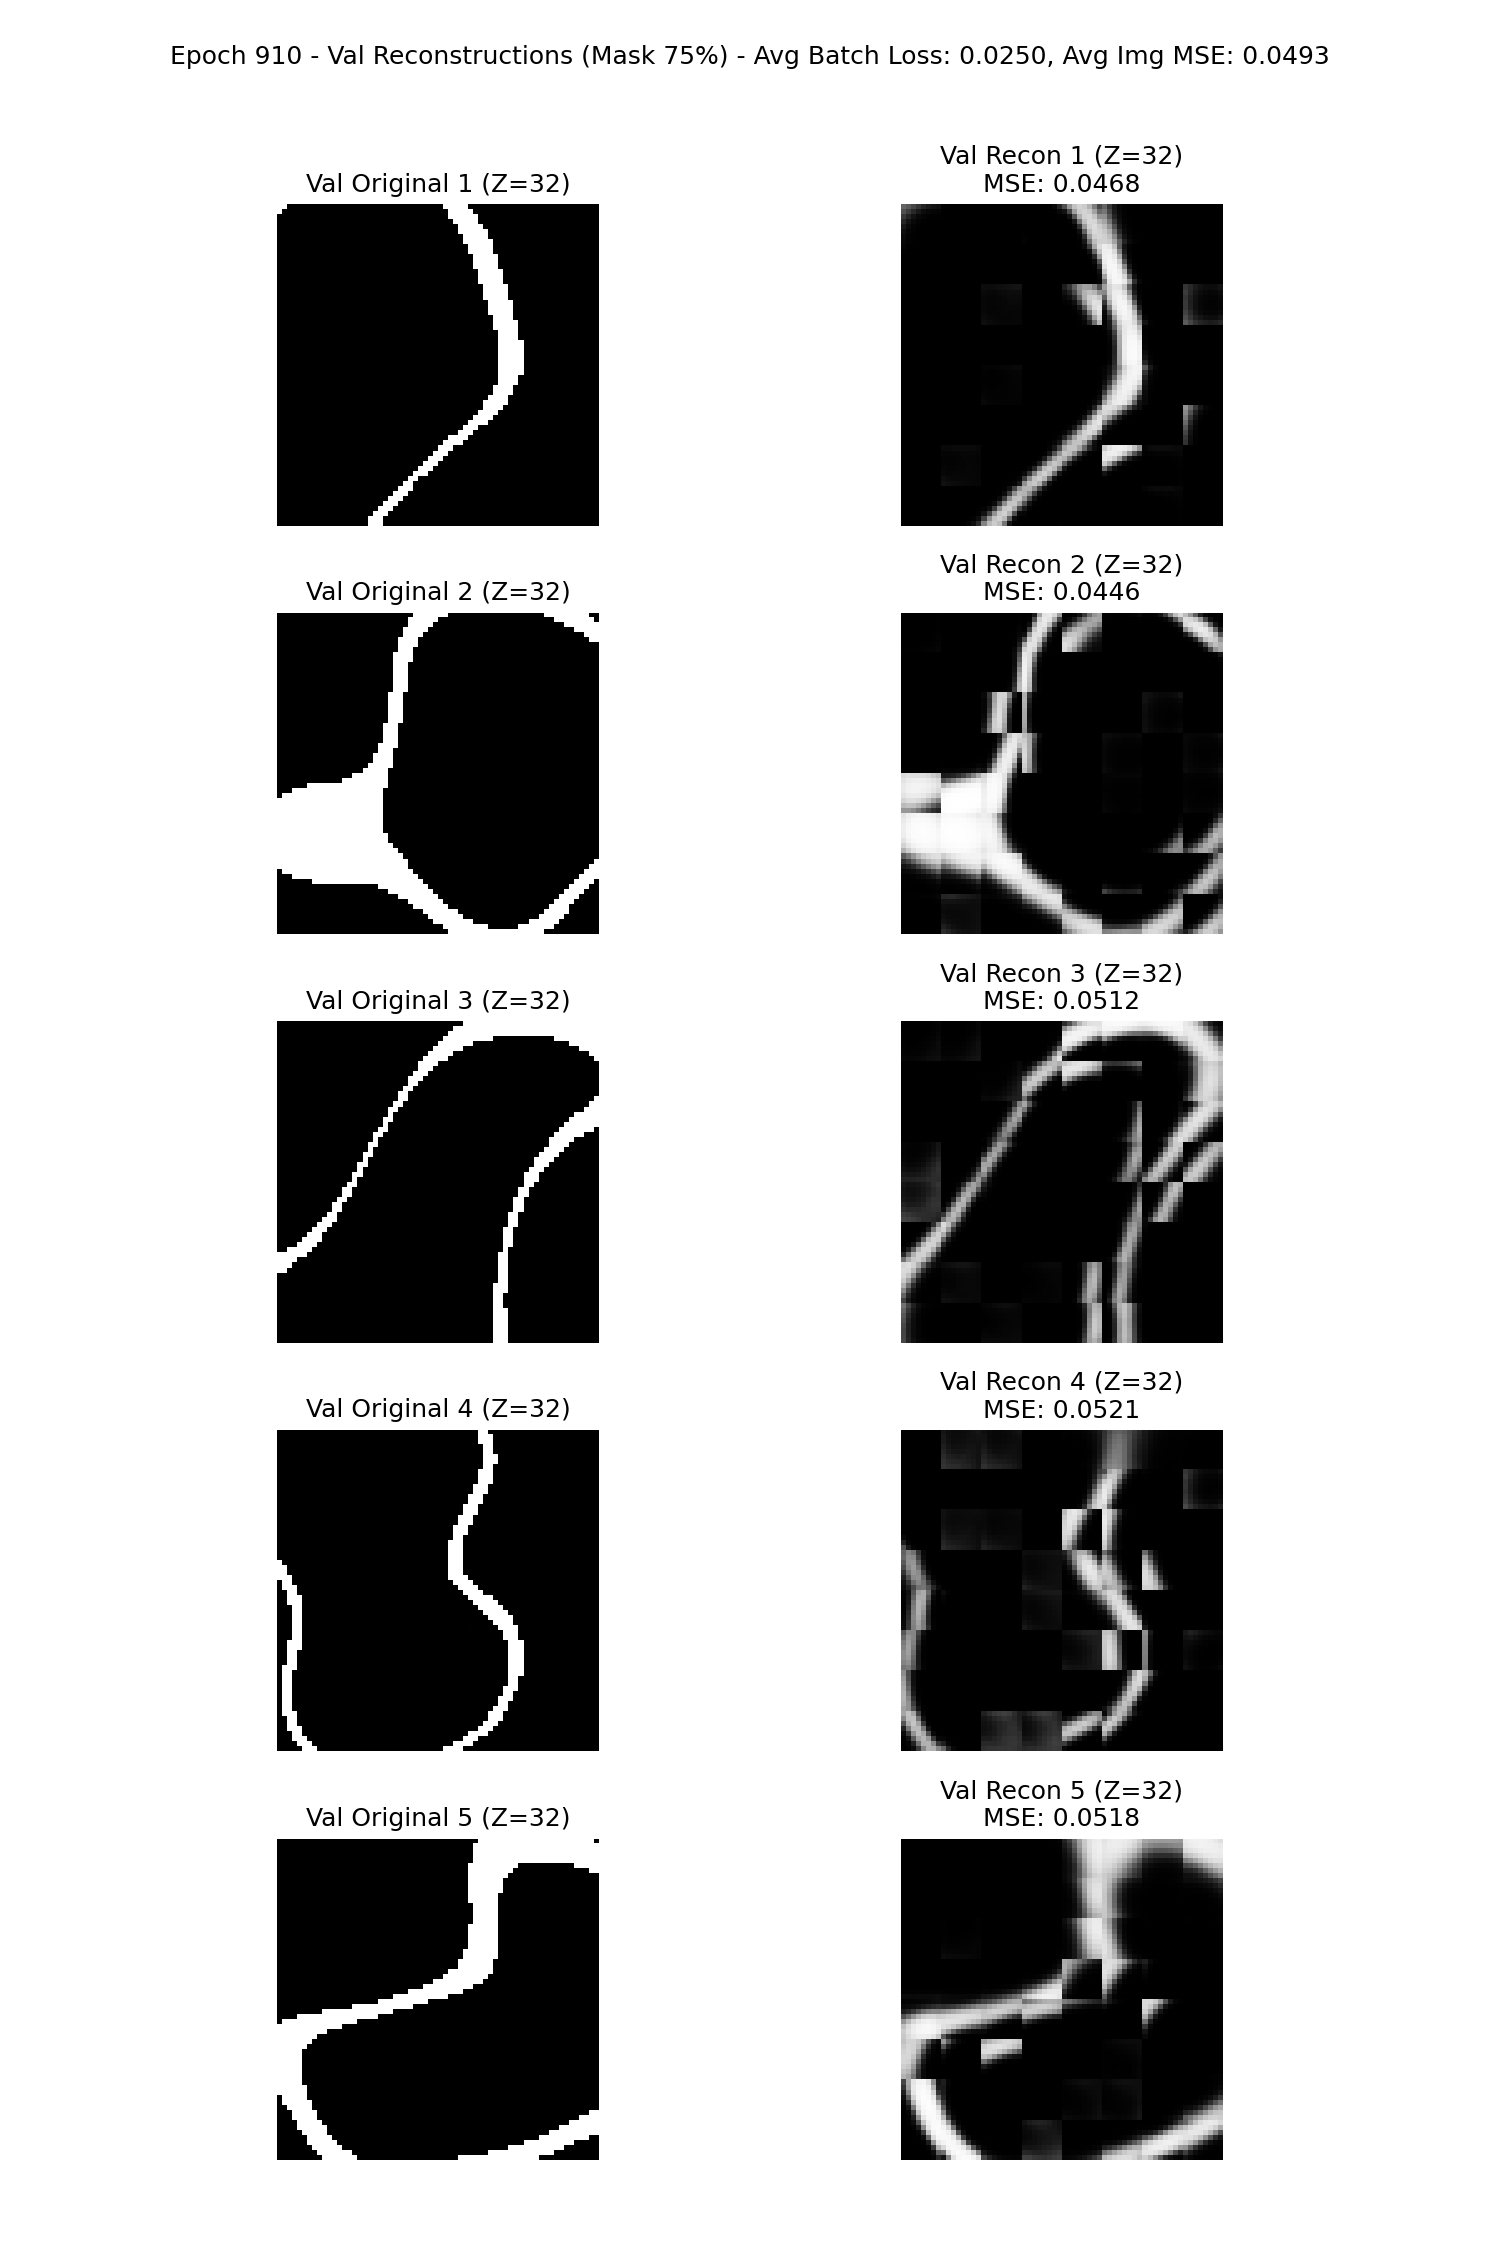 Epoch 910 - Val Reconstructions (Mask 75%) - Avg Batch Loss: 0.0250, Avg Img MSE: 0.0493
Val Original 1 (Z=32)
Val Recon 1 (Z=32)
MSE: 0.0468
Val Original 2 (Z=32)
Val Recon 2 (Z=32)
MSE: 0.0446
Val Original 3 (Z=32)
Val Recon 3 (Z=32)
MSE: 0.0512
Val Original 4 (Z=32)
Val Recon 4 (Z=32)
MSE: 0.0521
Val Original 5 (Z=32)
Val Recon 5 (Z=32)
MSE: 0.0518